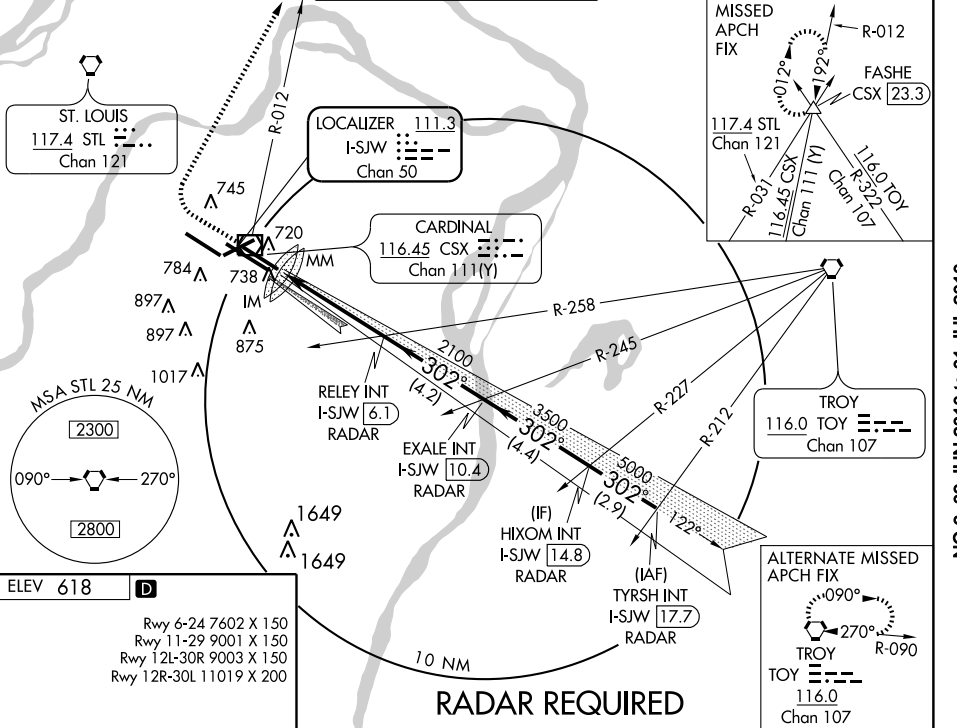 ST. LOUIS
117.4 STL
Chan 121
R-012
LOCALIZER 111.3
I-SJW
Chan 50
MISSED
APCH
FIX
R-012
012°
192°
FASHE
CSX 23.3
117.4 STL
Chan 121
R-031
116.45 CSX
Chan 111 (Y)
116.0 TOY
R-322
Chan 107
745
720
784
738
MM
IM
897
897
875
1017
CARDINAL
116.45 CSX
Chan 111(Y)
R-258
R-245
R-227
R-212
TROY
116.0 TOY
Chan 107
2100
302°
(4.2)
3500
302°
(4.4)
5000
302°
(2.9)
122°
RELEY INT
I-SJW 6.1
RADAR
EXALE INT
I-SJW 10.4
RADAR
(IF)
HIXOM INT
I-SJW 14.8
RADAR
(IAF)
TYRSH INT
I-SJW 17.7
RADAR
MSA STL 25 NM
2300
090°
270°
2800
1649
1649
ELEV 618 D
Rwy 6-24 7602 X 150
Rwy 11-29 9001 X 150
Rwy 12L-30R 9003 X 150
Rwy 12R-30L 11019 X 200
10 NM
RADAR REQUIRED
ALTERNATE MISSED
APCH FIX
090°
270°
R-090
TROY
TOY
116.0
Chan 107